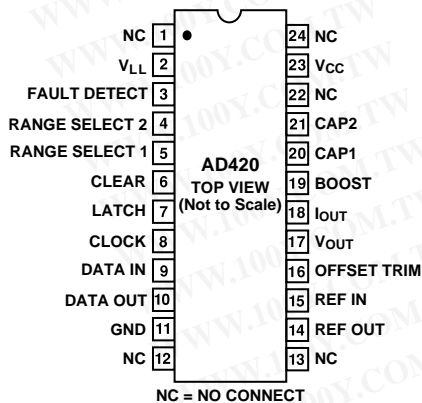 NC 1 24 NC
VLL 2 23 VCC
FAULT DETECT 3 22 NC
RANGE SELECT 2 4 21 CAP2
RANGE SELECT 1 5 20 CAP1
CLEAR 6 19 BOOST
LATCH 7 18 IOUT
CLOCK 8 17 VOUT
DATA IN 9 16 OFFSET TRIM
DATA OUT 10 15 REF IN
GND 11 14 REF OUT
NC 12 13 NC
AD420
TOP VIEW
(Not to Scale)
NC = NO CONNECT